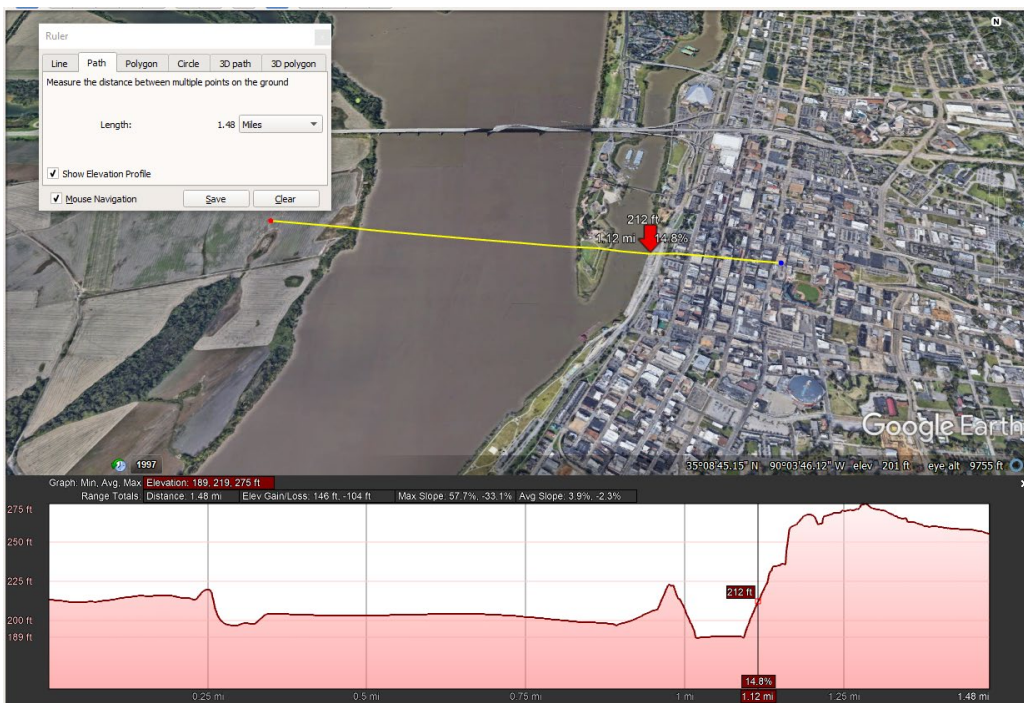 Ruler
Line Path Polygon Circle 3D path 3D polygon
Measure the distance between multiple points on the ground
Length: 1.48 Miles
Show Elevation Profile
Mouse Navigation Save Clear
N
212 ft
1.12 mi 14.8%
Google Earth
1997
35°08'45.15" N 90°03'46.12" W elev 201 ft eye alt 9755 ft
Graph: Min, Avg, Max Elevation: 189, 219, 275 ft
Range Totals: Distance: 1.48 mi Elev Gain/Loss: 146 ft, -104 ft Max Slope: 57.7%, -33.1% Avg Slope: 3.9%, -2.3%
275 ft
250 ft
225 ft
212 ft
200 ft
189 ft
14.8%
0.25 mi 0.5 mi 0.75 mi 1 mi 1.12 mi 1.25 mi 1.48 mi